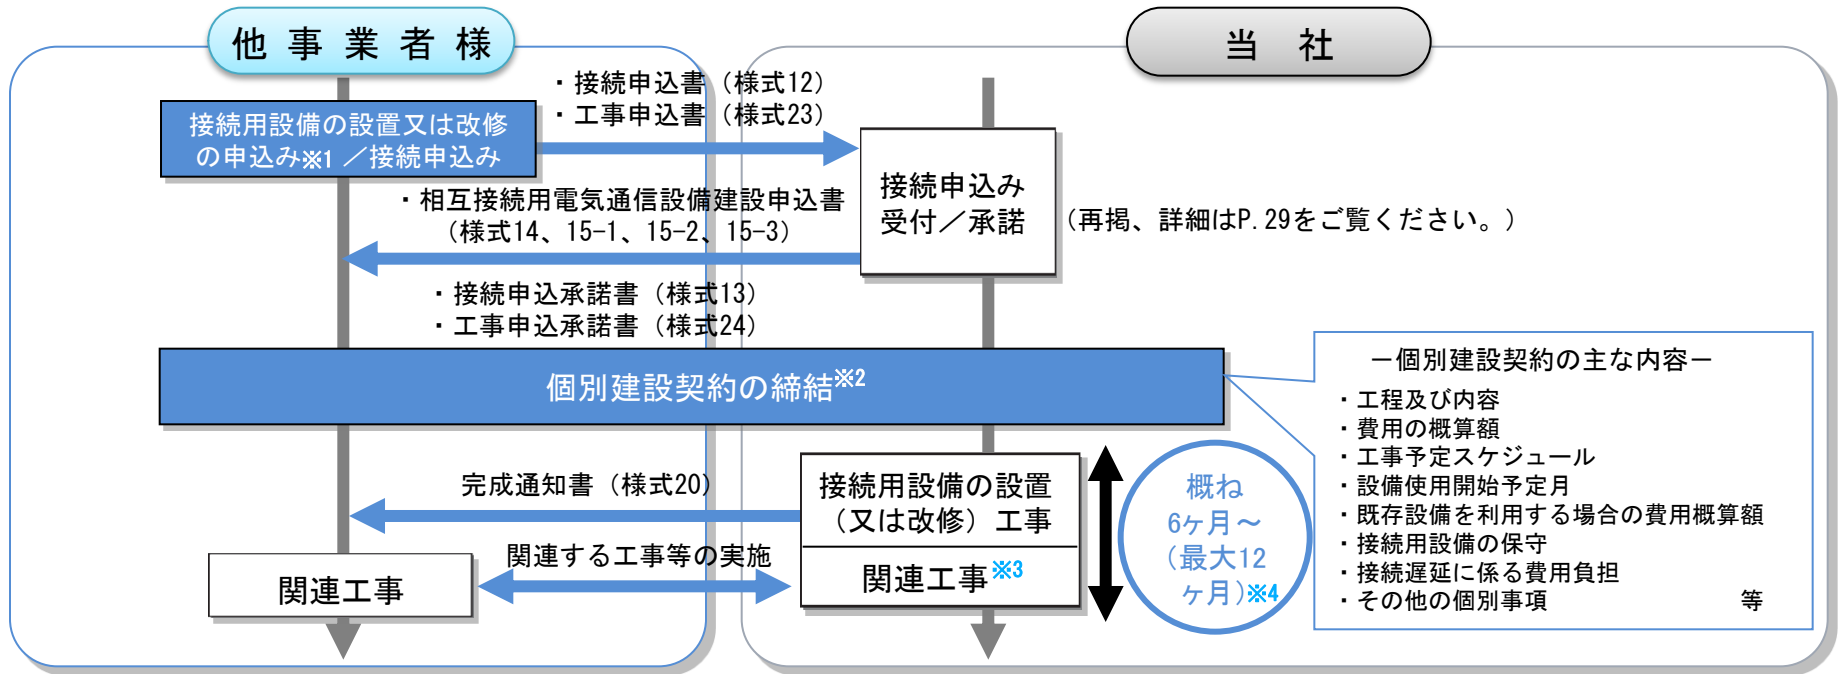 他事業者様
当社
・接続申込書（様式12）
・工事申込書（様式23）
接続用設備の設置又は改修
の申込み※1 ／接続申込み
接続申込み
受付／承諾
（再掲、詳細はP.29をご覧ください。）
・相互接続用電気通信設備建設申込書
（様式14、15-1、15-2、15-3）
・接続申込承諾書（様式13）
・工事申込承諾書（様式24）
個別建設契約の締結※2
－個別建設契約の主な内容－
・工程及び内容
・費用の概算額
・工事予定スケジュール
・設備使用開始予定月
・既存設備を利用する場合の費用概算額
・接続用設備の保守
・接続遅延に係る費用負担
・その他の個別事項 等
完成通知書（様式20）
接続用設備の設置
（又は改修）工事
関連工事※3
概ね
6ヶ月～
（最大12
ヶ月）※4
関連する工事等の実施
関連工事